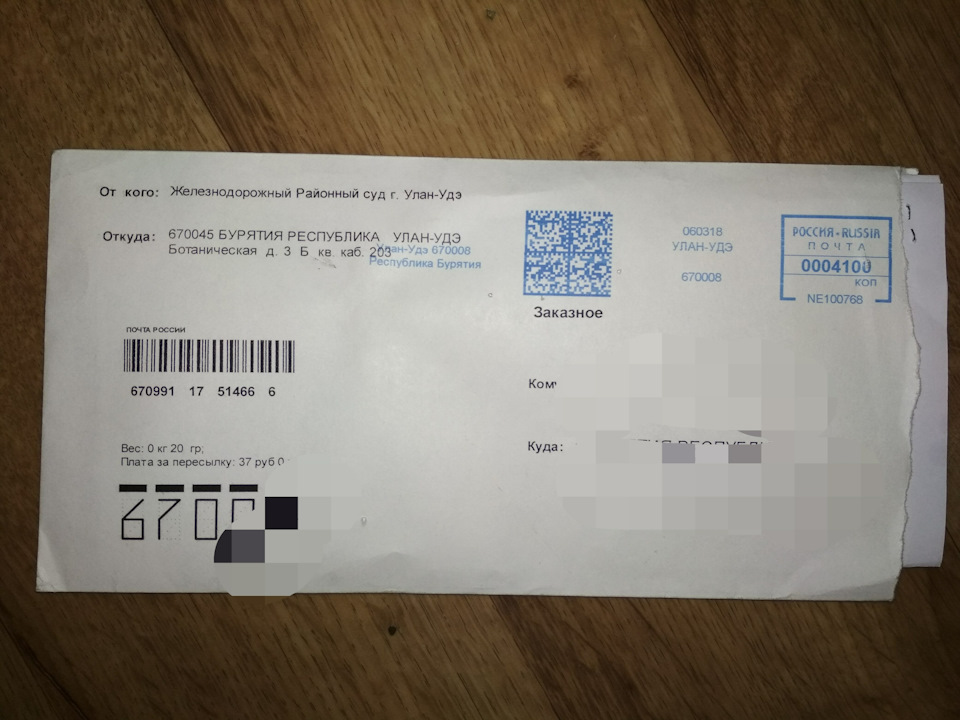 От кого: Железнодорожный Районный суд г. Улан-Удэ
Откуда: 670045 БУРЯТИЯ РЕСПУБЛИКА УЛАН-УДЭ
Ботаническая д. 3 Б кв. каб. 203
Улан-Удэ 670008
Республика Бурятия
060318
УЛАН-УДЭ
670008
РОССИЯ • RUSSIA
ПОЧТА
0004100
КОП
NE100768
Заказное
ПОЧТА РОССИИ
670991 17 51466 6
Вес: 0 кг 20 гр;
Плата за пересылку: 37 руб 0
670
Кому
Куда: